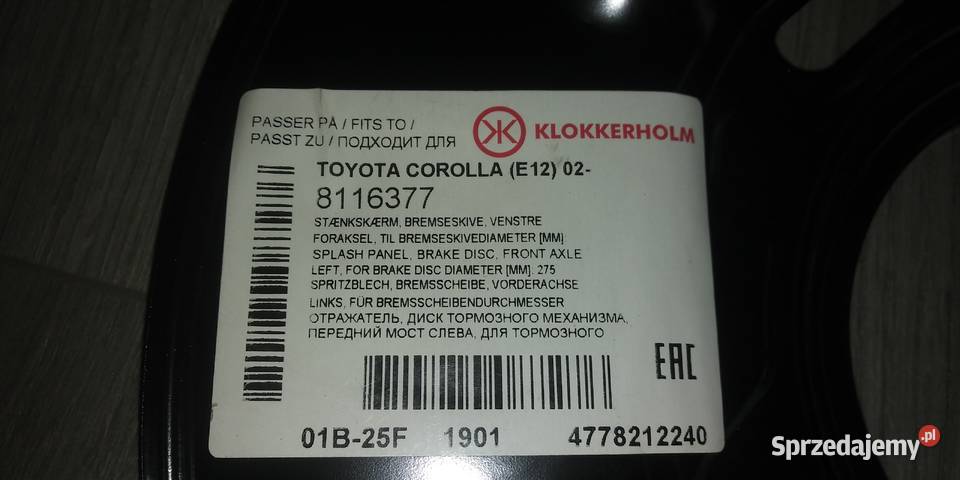 PASSER PÅ / FITS TO /
PASST ZU / ПОДХОДИТ ДЛЯ
KLOKKERHOLM
TOYOTA COROLLA (E12) 02-
8116377
STÆNKSKÆRM, BREMSESKIVE, VENSTRE
FORAKSEL, TIL BREMSESKIVEDIAMETER [MM]:
SPLASH PANEL, BRAKE DISC, FRONT AXLE
LEFT, FOR BRAKE DISC DIAMETER [MM]: 275
SPRITZBLECH, BREMSSCHEIBE, VORDERACHSE
LINKS, FÜR BREMSSCHEIBENDURCHMESSER
ОТРАЖАТЕЛЬ, ДИСК ТОРМОЗНОГО МЕХАНИЗМА,
ПЕРЕДНИЙ МОСТ СЛЕВА, ДЛЯ ТОРМОЗНОГО
EAC
01B-25F 1901 4778212240
Sprzedajemy.pl